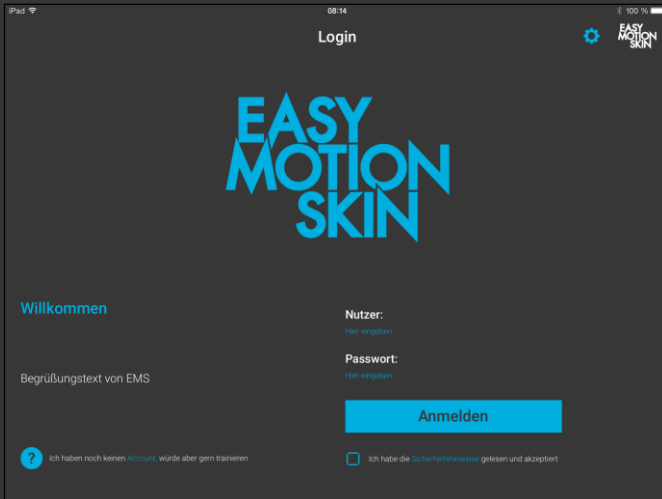 iPad
08:14
100 %
Login
EASY
MOTION
SKIN
EASY
MOTION
SKIN
Willkommen
Begrüßungstext von EMS
? Ich haben noch keinen Account, würde aber gern trainieren
Nutzer:
Hier eingeben
Passwort:
Hier eingeben
Anmelden
Ich habe die Sicherheitshinweise gelesen und akzeptiert